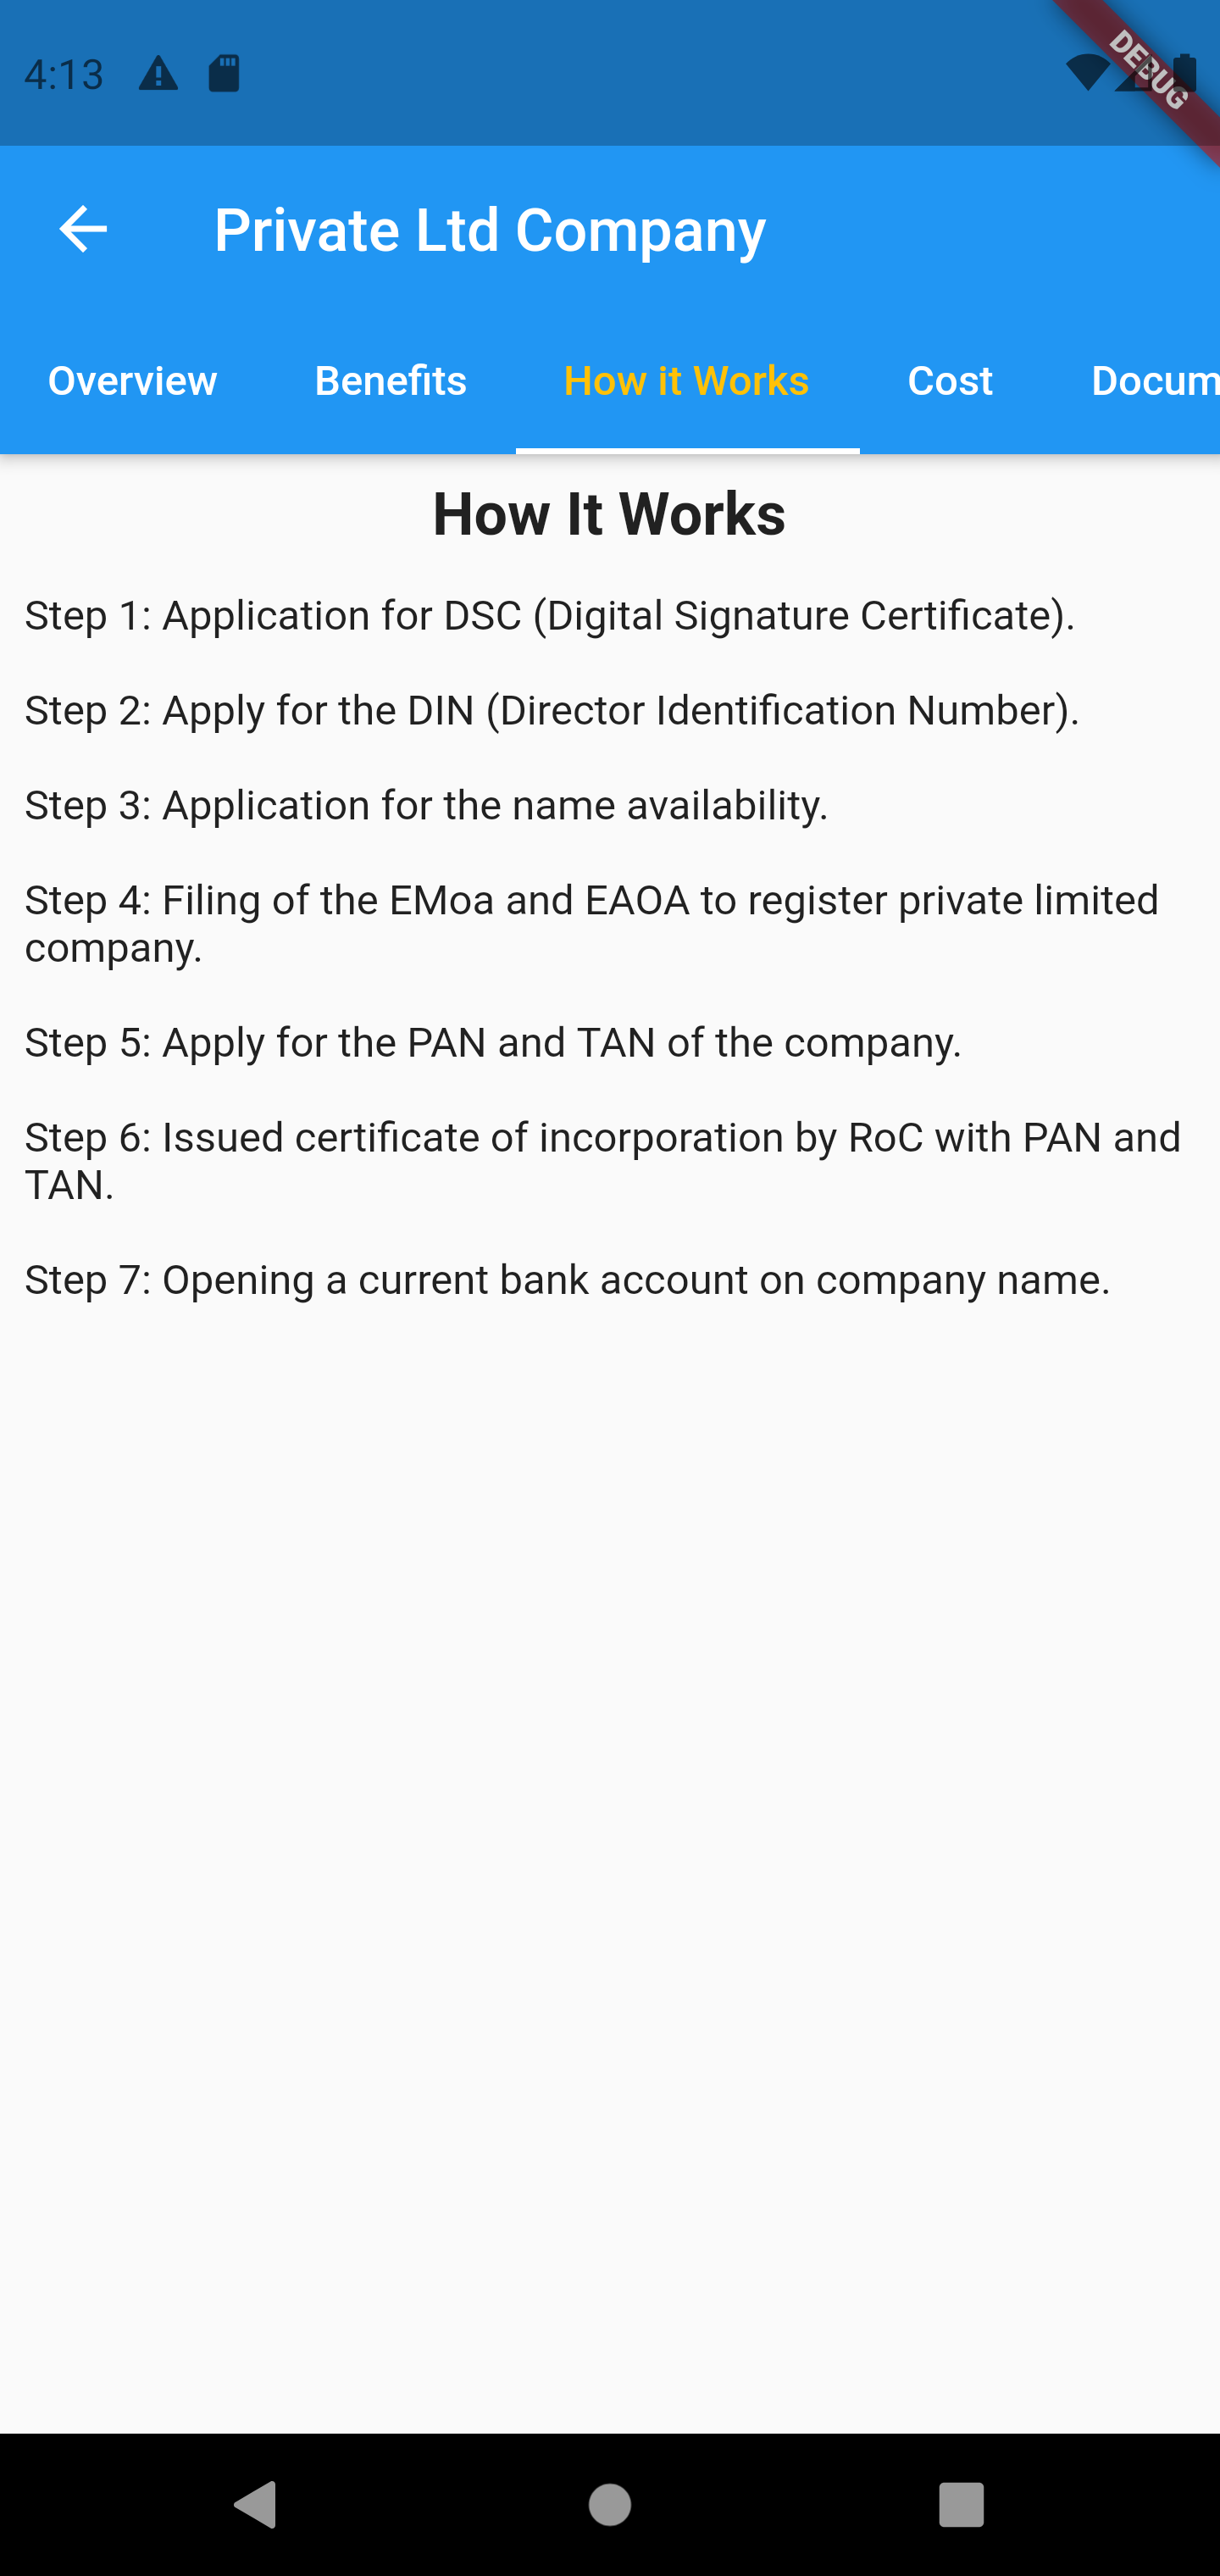 4:13
DEBUG
Private Ltd Company
Overview Benefits How it Works Cost Docum
How It Works
Step 1: Application for DSC (Digital Signature Certificate).
Step 2: Apply for the DIN (Director Identification Number).
Step 3: Application for the name availability.
Step 4: Filing of the EMoa and EAOA to register private limited
company.
Step 5: Apply for the PAN and TAN of the company.
Step 6: Issued certificate of incorporation by RoC with PAN and
TAN.
Step 7: Opening a current bank account on company name.